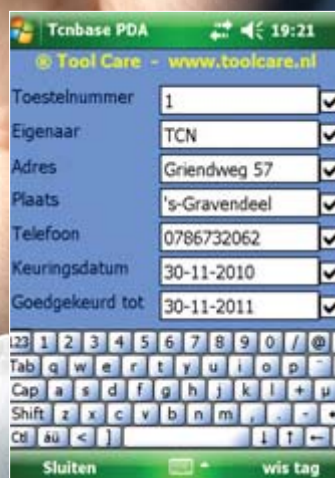 Tcnbase PDA 19:21
® Tool Care - www.toolcare.nl
Toestelnummer 1
Eigenaar TCN
Adres Griendweg 57
Plaats 's-Gravendeel
Telefoon 0786732062
Keuringsdatum 30-11-2010
Goedgekeurd tot 30-11-2011
123 1 2 3 4 5 6 7 8 9 0 / @
Tab q w e r t y u i o p ¨
Cap a s d f g h j k l + µ
Shift z x c v b n m , . -
Ctl áü < ] ↓ ↑ ←
Sluiten wis tag